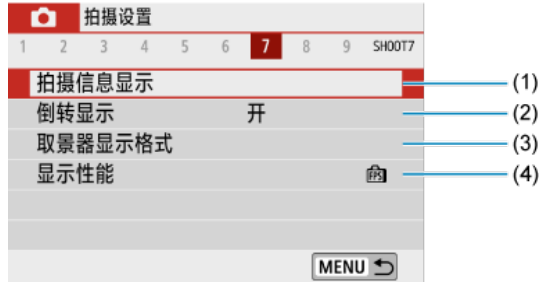 拍摄设置
1 2 3 4 5 6 7 8 9 SHOOT7
拍摄信息显示 (1)
倒转显示 开 (2)
取景器显示格式 (3)
显示性能 FPS (4)
MENU